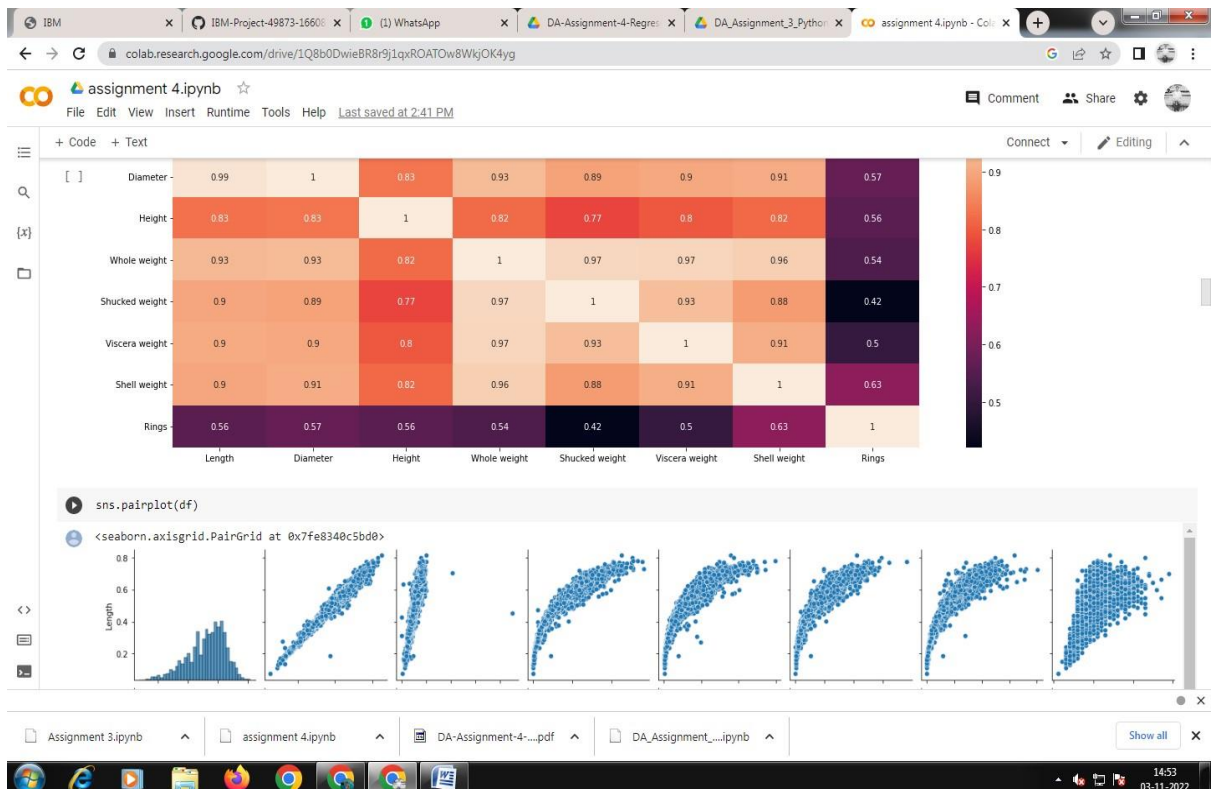 IBM
IBM-Project-49873-16608
(1) WhatsApp
DA-Assignment-4-Regres
DA_Assignment_3_Python
assignment 4.ipynb - Cola
colab.research.google.com/drive/1Q8b0DwieBR8r9j1qxROATOw8WkjOK4yg
assignment 4.ipynb
File Edit View Insert Runtime Tools Help Last saved at 2:41 PM
Comment Share
+ Code + Text
Connect Editing
[ ]
{x}
Diameter 0.99 1 0.83 0.93 0.89 0.9 0.91 0.57
Height 0.83 0.83 1 0.82 0.77 0.8 0.82 0.56
Whole weight 0.93 0.93 0.82 1 0.97 0.97 0.96 0.54
Shucked weight 0.9 0.89 0.77 0.97 1 0.93 0.88 0.42
Viscera weight 0.9 0.9 0.8 0.97 0.93 1 0.91 0.5
Shell weight 0.9 0.91 0.82 0.96 0.88 0.91 1 0.63
Rings 0.56 0.57 0.56 0.54 0.42 0.5 0.63 1
Length Diameter Height Whole weight Shucked weight Viscera weight Shell weight Rings
0.9
0.8
0.7
0.6
0.5
sns.pairplot(df)
<seaborn.axisgrid.PairGrid at 0x7fe8340c5bd0>
0.8
0.6
0.4
0.2
Length
Assignment 3.ipynb
assignment 4.ipynb
DA-Assignment-4-....pdf
DA_Assignment_....ipynb
Show all
14:53
03-11-2022